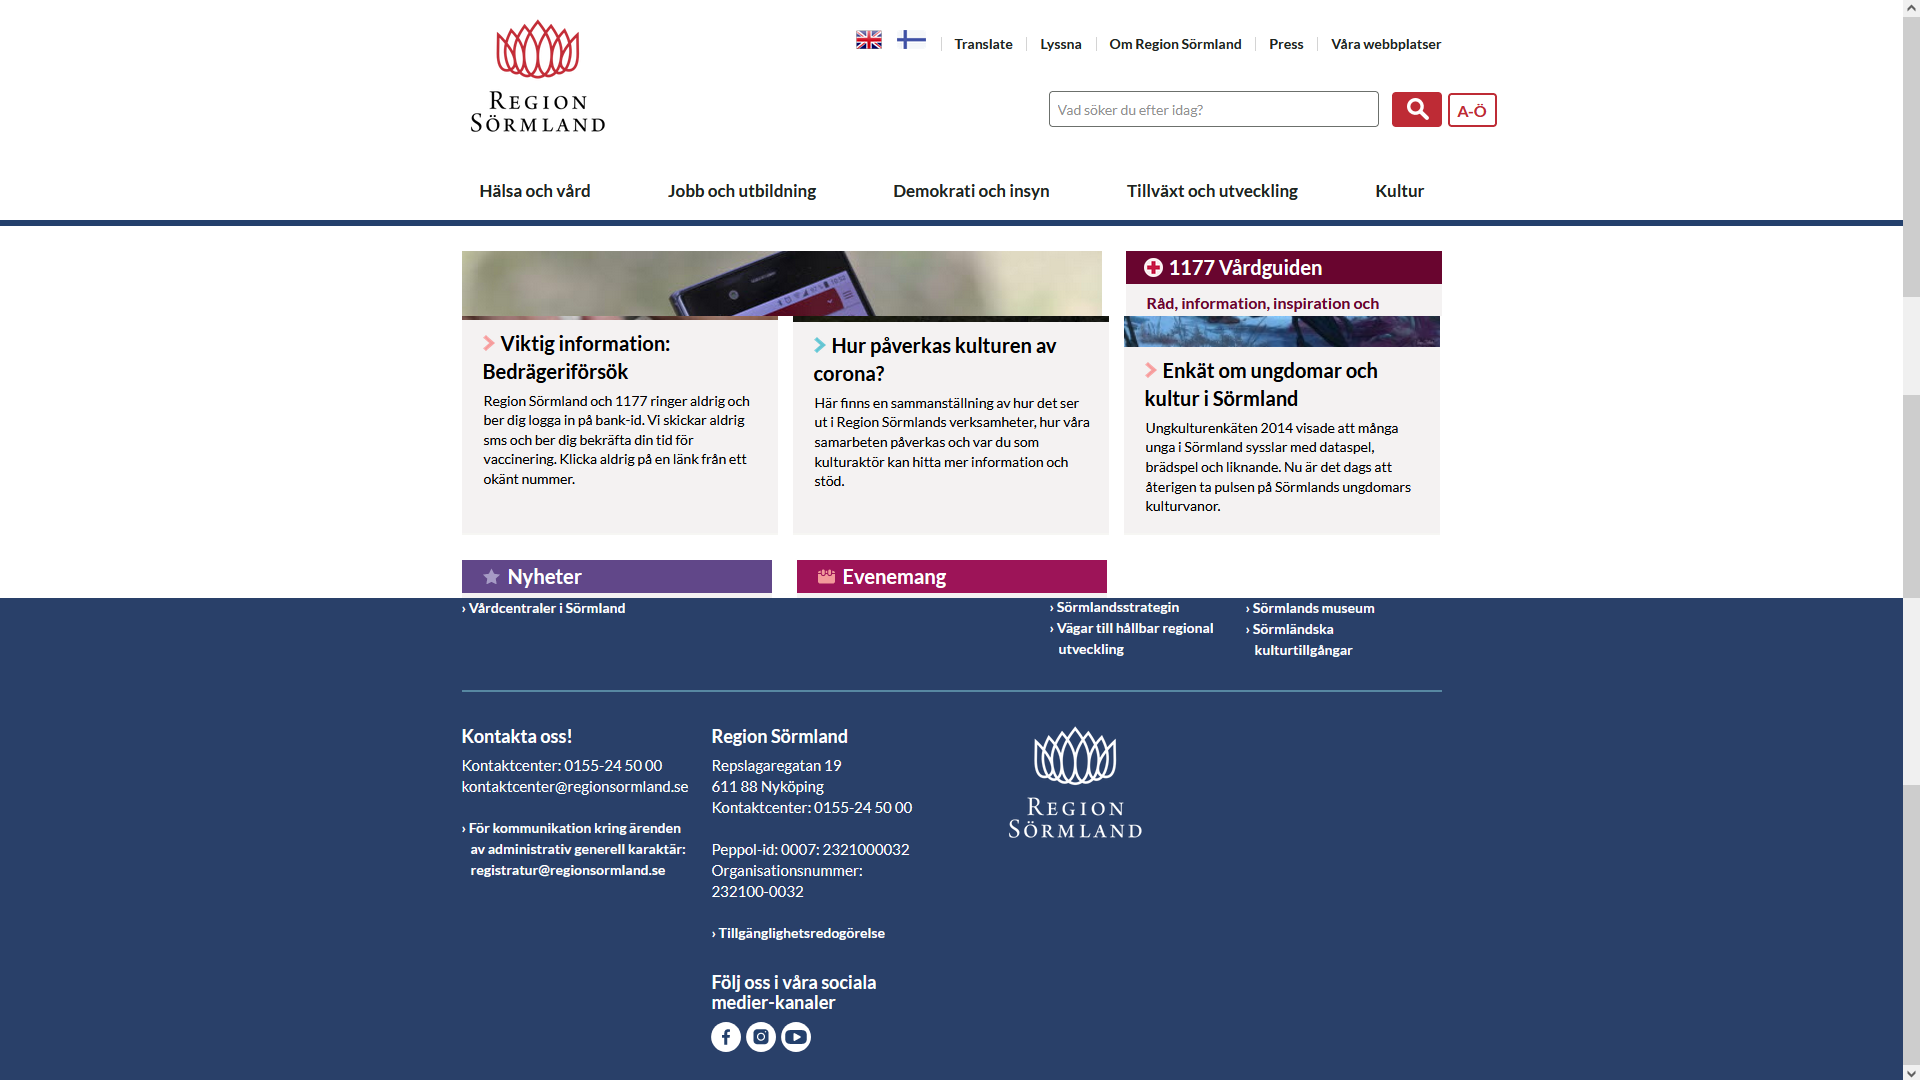 REGION
SÖRMLAND
Translate
Lyssna
Om Region Sörmland
Press
Våra webbplatser
Vad söker du efter idag?
A-Ö
Hälsa och vård
Jobb och utbildning
Demokrati och insyn
Tillväxt och utveckling
Kultur
1177 Vårdguiden
Råd, information, inspiration och
Viktig information:
Bedrägeriförsök
Region Sörmland och 1177 ringer aldrig och
ber dig logga in på bank-id. Vi skickar aldrig
sms och ber dig bekräfta din tid för
vaccinering. Klicka aldrig på en länk från ett
okänt nummer.
Hur påverkas kulturen av
corona?
Här finns en sammanställning av hur det ser
ut i Region Sörmlands verksamheter, hur våra
samarbeten påverkas och var du som
kulturaktör kan hitta mer information och
stöd.
Enkät om ungdomar och
kultur i Sörmland
Ungkulturenkäten 2014 visade att många
unga i Sörmland sysslar med dataspel,
brädspel och liknande. Nu är det dags att
återigen ta pulsen på Sörmlands ungdomars
kulturvanor.
Nyheter
Evenemang
› Vårdcentraler i Sörmland
› Sörmlandsstrategin
› Vägar till hållbar regional
utveckling
› Sörmlands museum
› Sörmländska
kulturtillgångar
Kontakta oss!
Kontaktcenter: 0155-24 50 00
kontaktcenter@regionsormland.se
› För kommunikation kring ärenden
av administrativ generell karaktär:
registratur@regionsormland.se
Region Sörmland
Repslagaregatan 19
611 88 Nyköping
Kontaktcenter: 0155-24 50 00
Peppol-id: 0007: 2321000032
Organisationsnummer:
232100-0032
› Tillgänglighetsredogörelse
Följ oss i våra sociala
medier-kanaler
REGION
SÖRMLAND